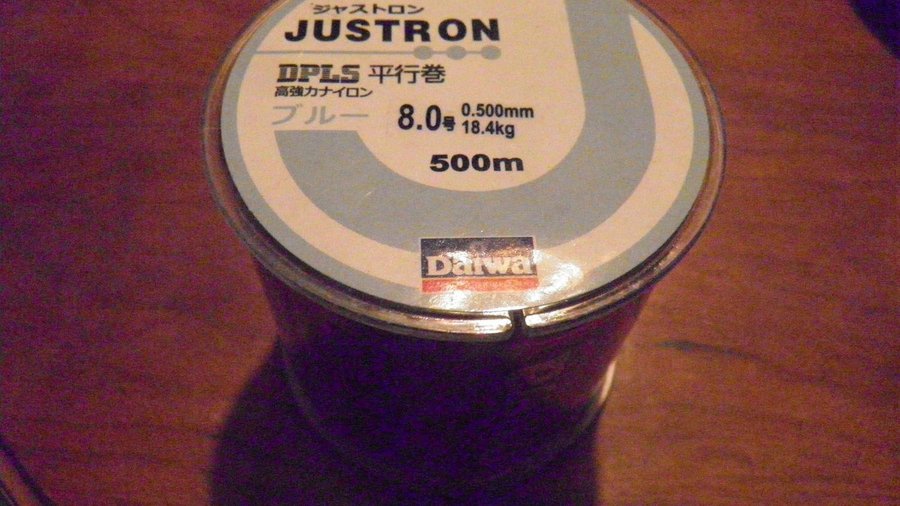 ジャストロン
JUSTRON
DPLS 平行巻
高強力ナイロン
ブルー
8.0号 0.500mm
18.4kg
500m
Daiwa